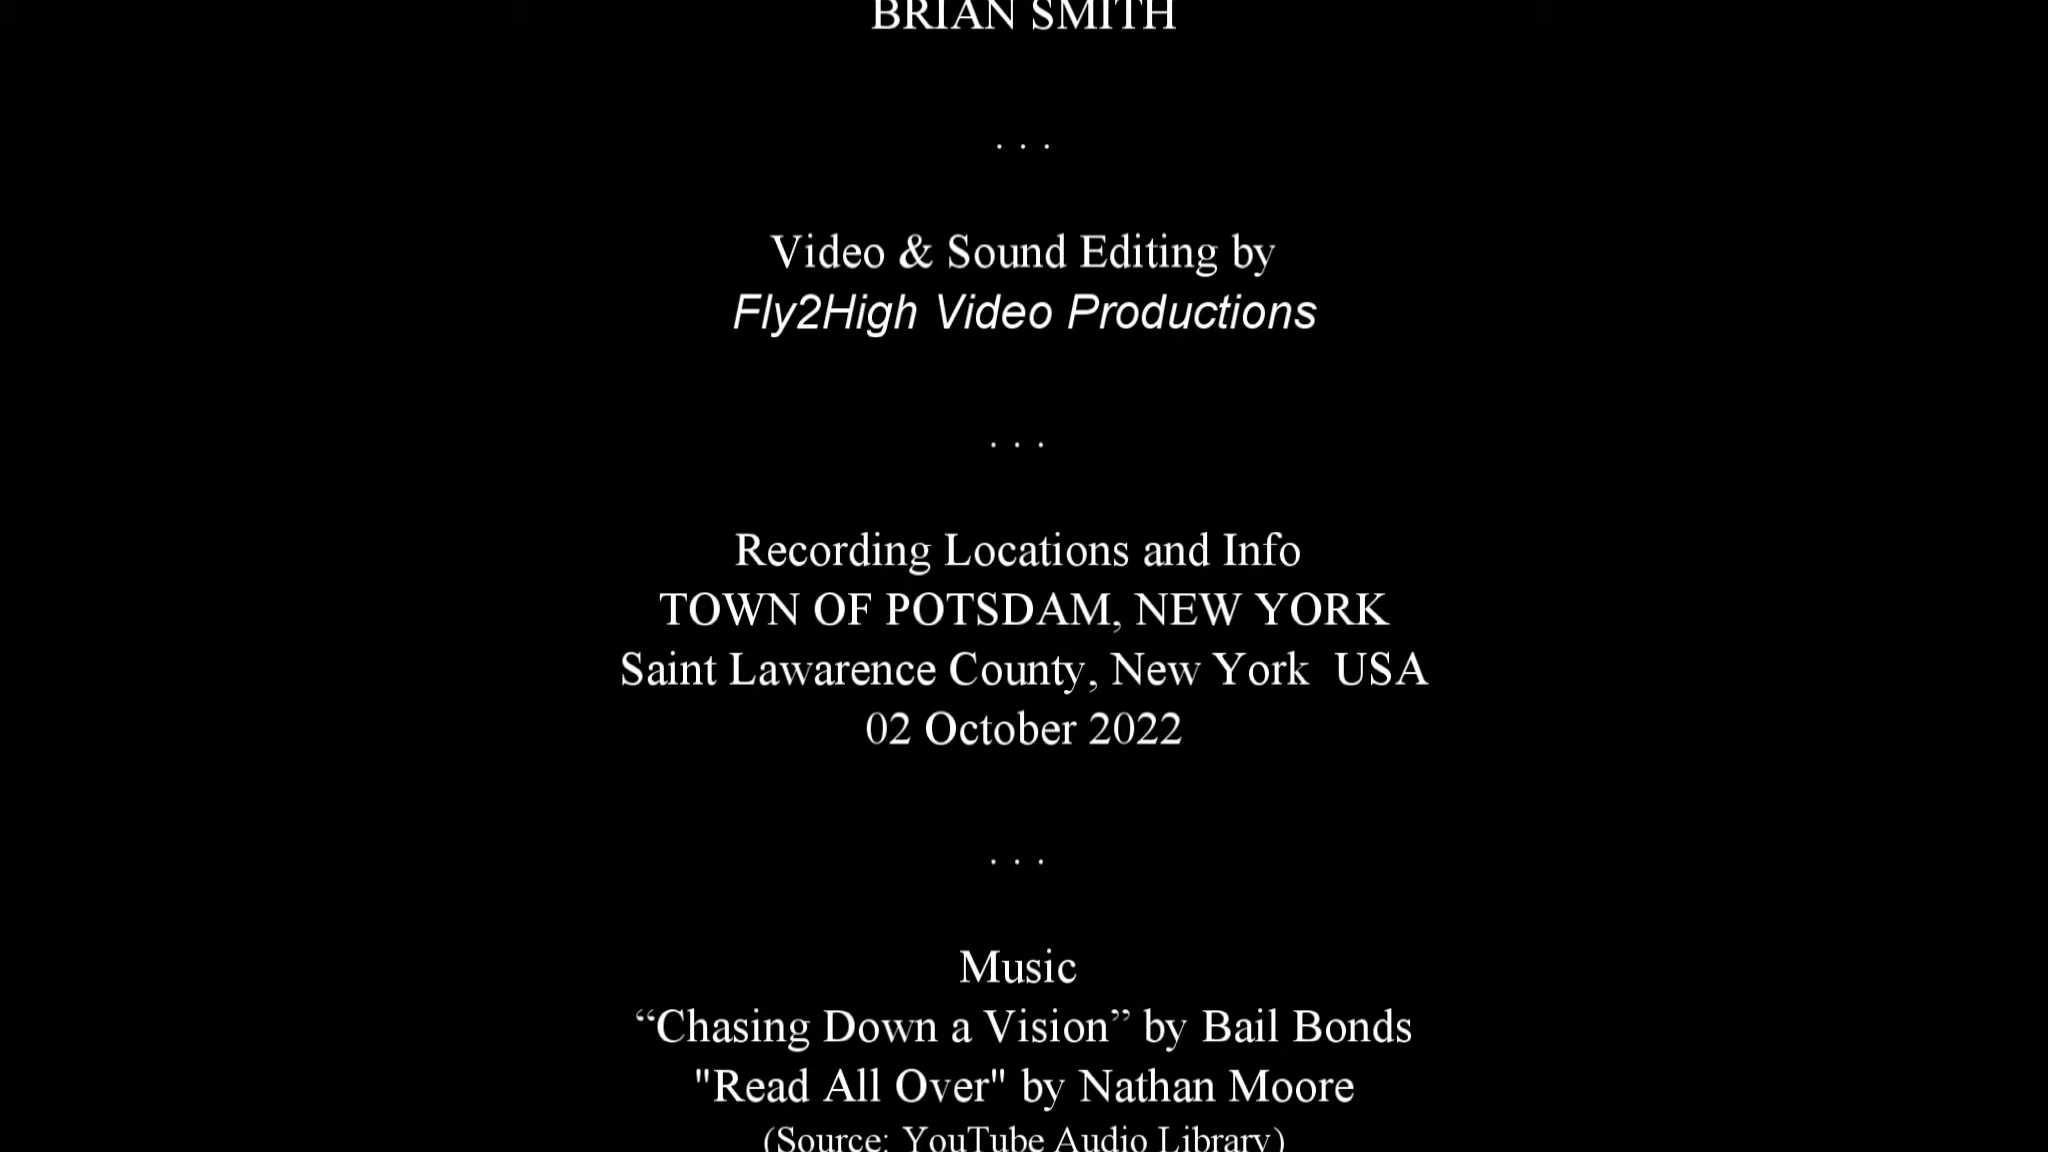 BRIAN SMITH
. . .
Video & Sound Editing by
Fly2High Video Productions
. . .
Recording Locations and Info
TOWN OF POTSDAM, NEW YORK
Saint Lawarence County, New York  USA
02 October 2022
. . .
Music
“Chasing Down a Vision” by Bail Bonds
"Read All Over" by Nathan Moore
(Source: YouTube Audio Library)